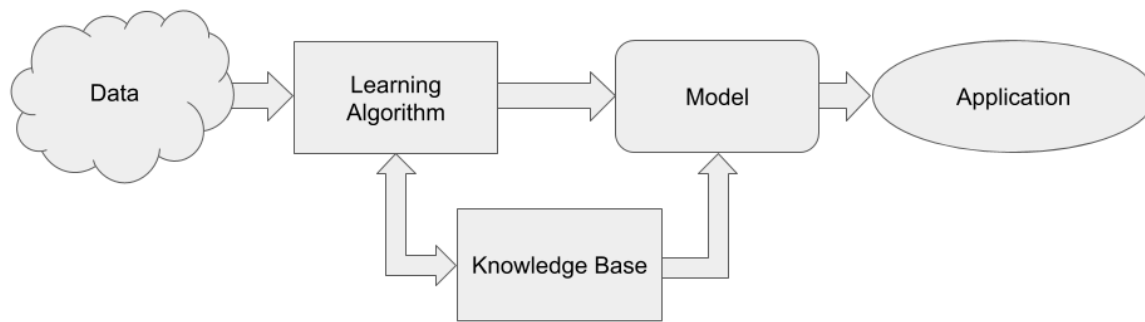 Data
Learning
Algorithm
Model
Application
Knowledge Base